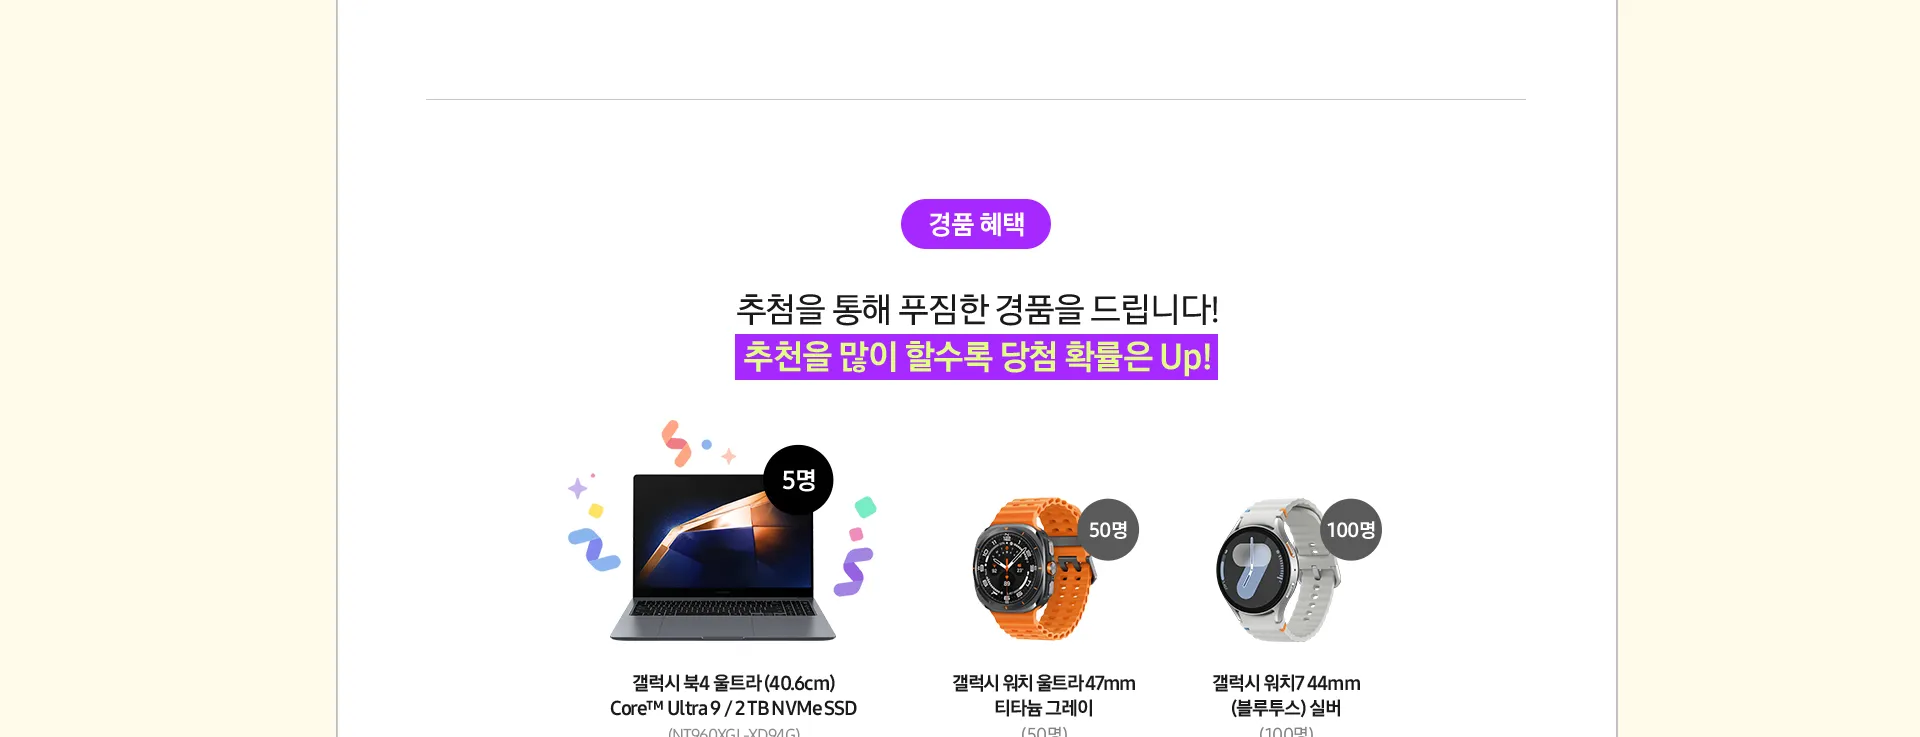 경품 혜택
추첨을 통해 푸짐한 경품을 드립니다!
추천을 많이 할수록 당첨 확률은 Up!
5명
50명
100명
갤럭시 북4 울트라 (40.6cm)
Core™ Ultra 9 / 2 TB NVMe SSD
(NT960XGL-XD94G)
갤럭시 워치 울트라 47mm
티타늄 그레이
(50명)
갤럭시 워치7 44mm
(블루투스) 실버
(100명)